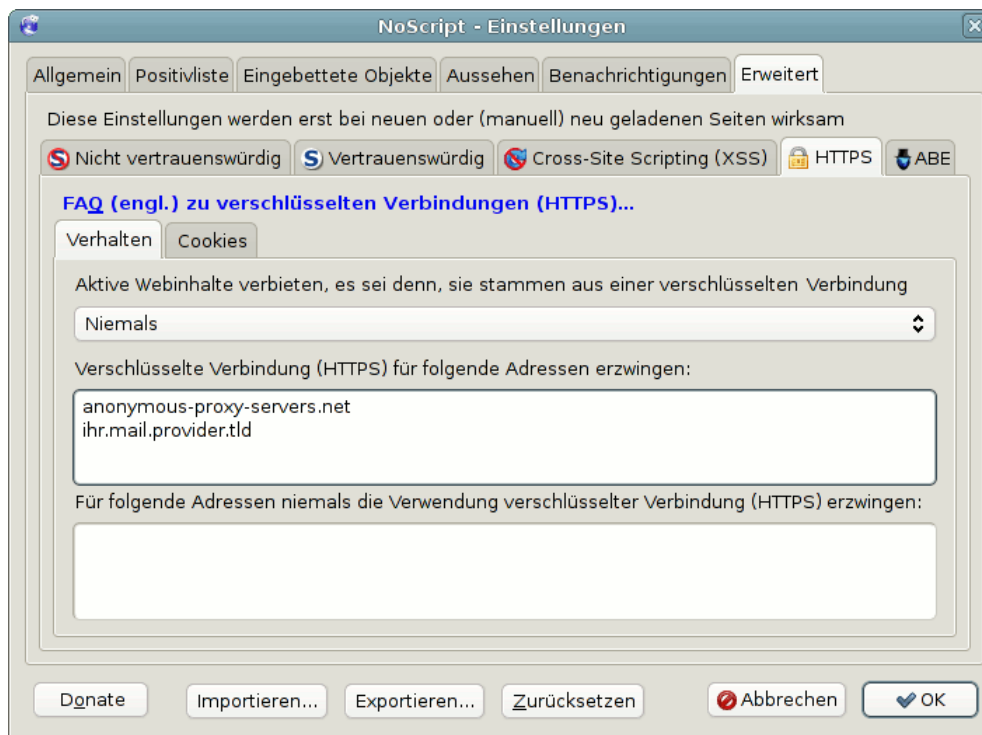 NoScript - Einstellungen
Allgemein Positivliste Eingebettete Objekte Aussehen Benachrichtigungen Erweitert
Diese Einstellungen werden erst bei neuen oder (manuell) neu geladenen Seiten wirksam
Nicht vertrauenswürdig Vertrauenswürdig Cross-Site Scripting (XSS) HTTPS ABE
FAQ (engl.) zu verschlüsselten Verbindungen (HTTPS)...
Verhalten Cookies
Aktive Webinhalte verbieten, es sei denn, sie stammen aus einer verschlüsselten Verbindung
Niemals
Verschlüsselte Verbindung (HTTPS) für folgende Adressen erzwingen:
anonymous-proxy-servers.net
ihr.mail.provider.tld
Für folgende Adressen niemals die Verwendung verschlüsselter Verbindung (HTTPS) erzwingen:
Donate Importieren... Exportieren... Zurücksetzen Abbrechen OK